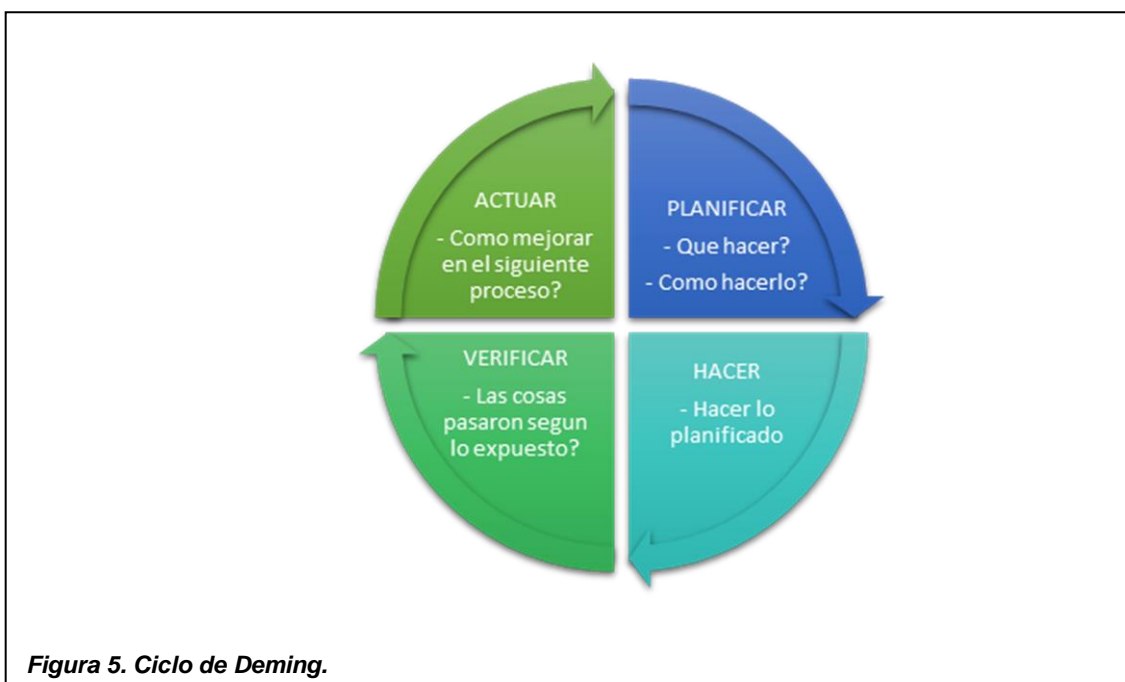 ACTUAR
- Como mejorar
en el siguiente
proceso?
PLANIFICAR
- Que hacer?
- Como hacerlo?
VERIFICAR
- Las cosas
pasaron segun
lo expuesto?
HACER
- Hacer lo
planificado
Figura 5. Ciclo de Deming.